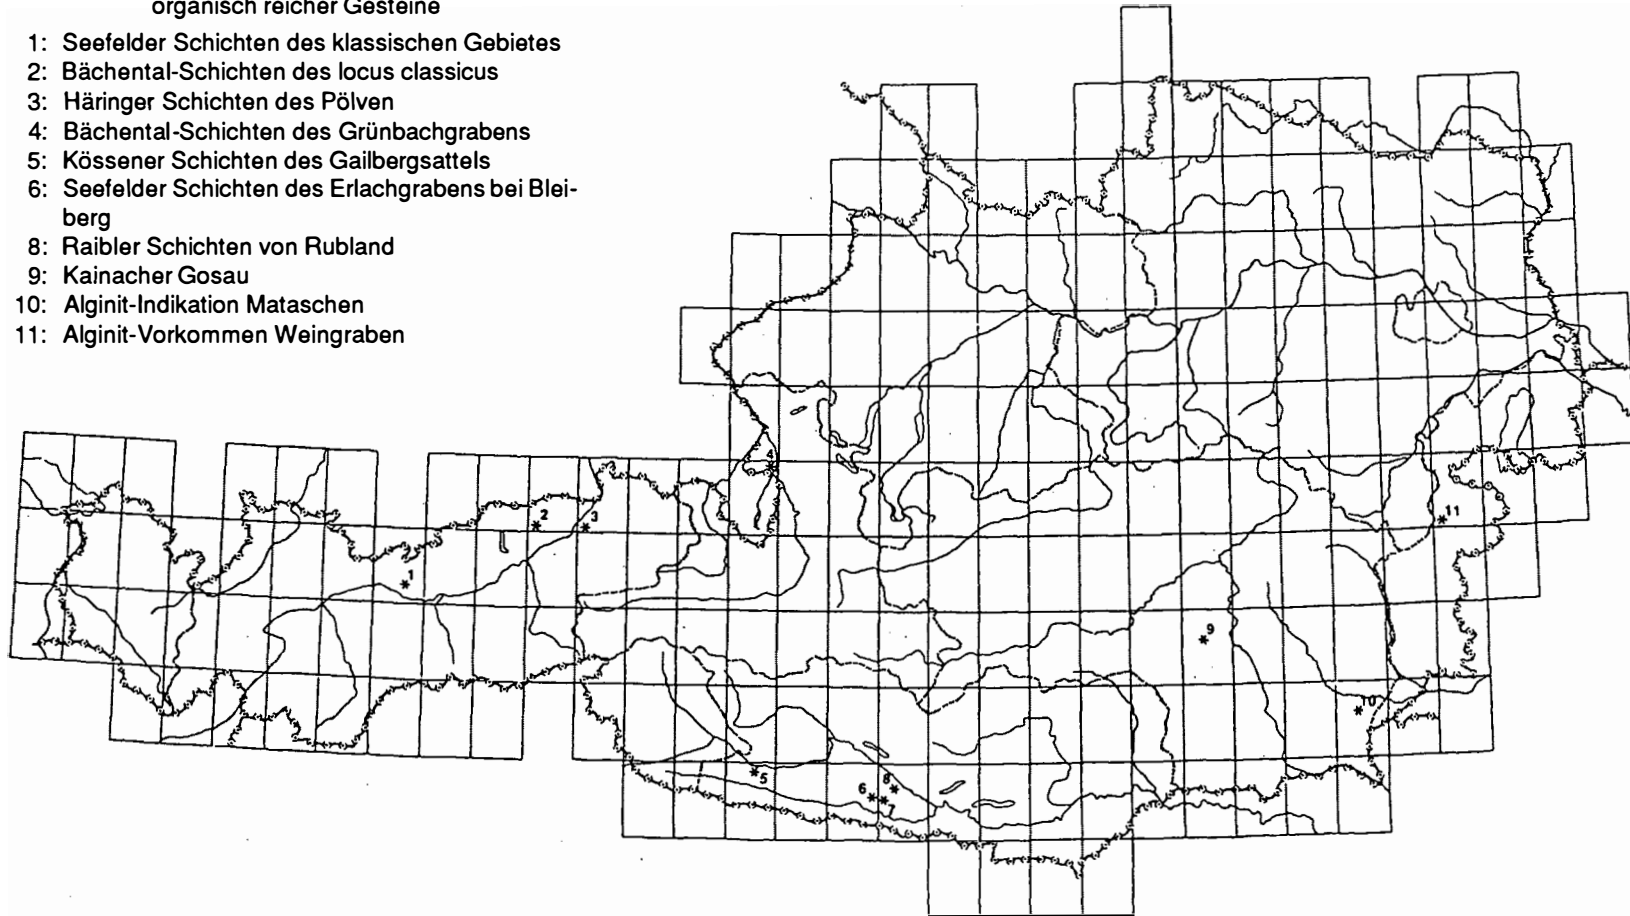 organisch reicher Gesteine
1: Seefelder Schichten des klassischen Gebietes
2: Bächental-Schichten des locus classicus
3: Häringer Schichten des Pölven
4: Bächental-Schichten des Grünbachgrabens
5: Kössener Schichten des Gailbergsattels
6: Seefelder Schichten des Erlachgrabens bei Blei-
berg
8: Raibler Schichten von Rubland
9: Kainacher Gosau
10: Alginit-Indikation Mataschen
11: Alginit-Vorkommen Weingraben
4
2
3
11
1
9
10
5
8
6
7